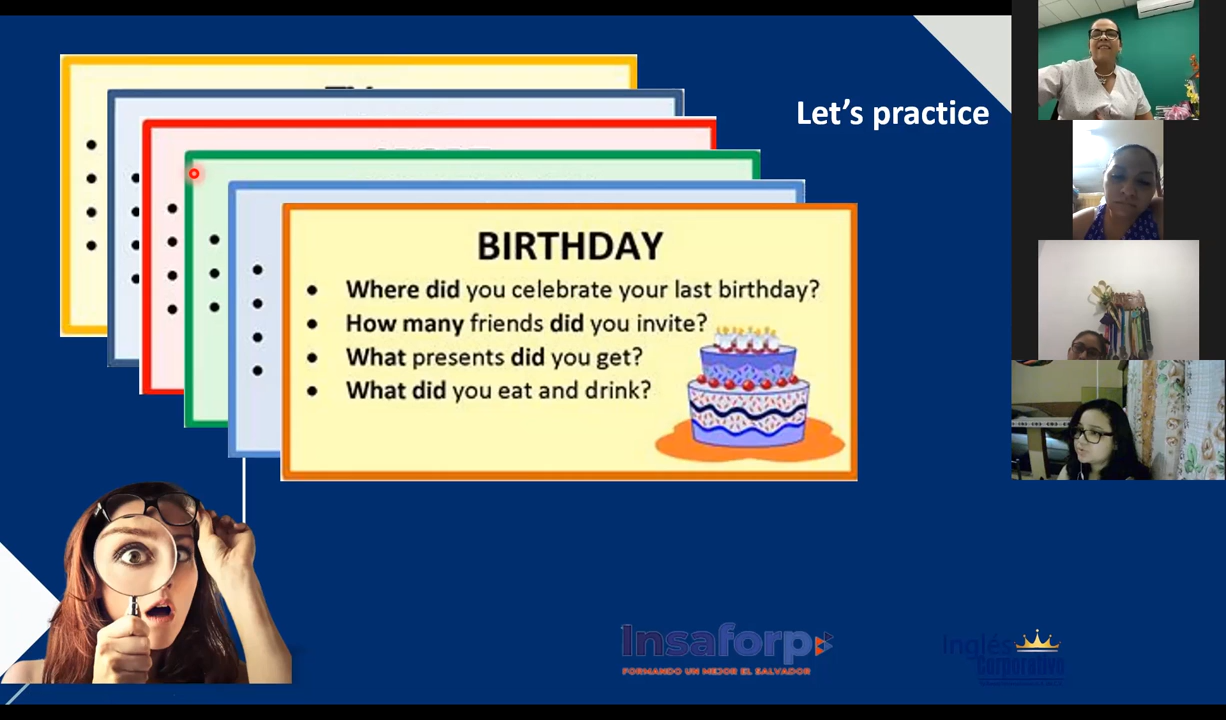 Let's practice
BIRTHDAY
• Where did you celebrate your last birthday?
• How many friends did you invite?
• What presents did you get?
• What did you eat and drink?
Insaforp
FORMANDO UN MEJOR EL SALVADOR
Inglés
Corporativo